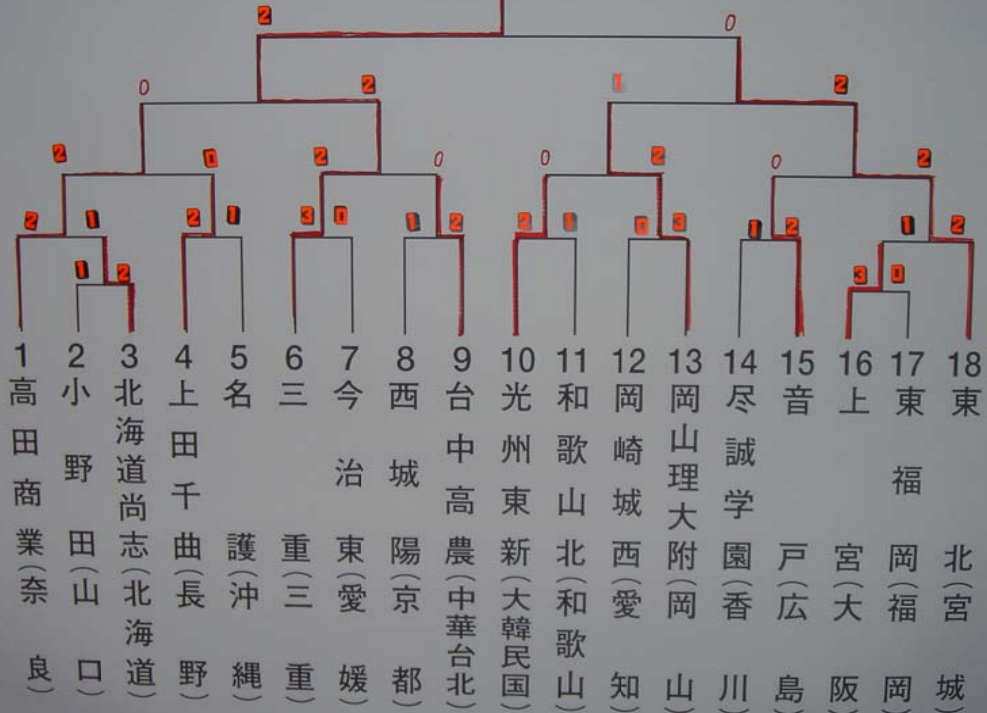 2 0
0 2 1 2
2 0 2 0 0 2 0 2
2 1 2 1 3 0 1 2 2 1 0 3 1 2 1 2
1 2 3 0
1 高田商業(奈良)
2 小野田(山口)
3 北海道尚志(北海道)
4 上田千曲(長野)
5 名護(沖縄)
6 三重(三重)
7 今治東(愛媛)
8 西城陽(京都)
9 台中高農(中華台北)
10 光州東新(大韓民国)
11 和歌山北(和歌山)
12 岡崎城西(愛知)
13 岡山理大附(岡山)
14 尽誠学園(香川)
15 音戸(広島)
16 上宮(大阪)
17 東福岡(福岡)
18 東北(宮城)